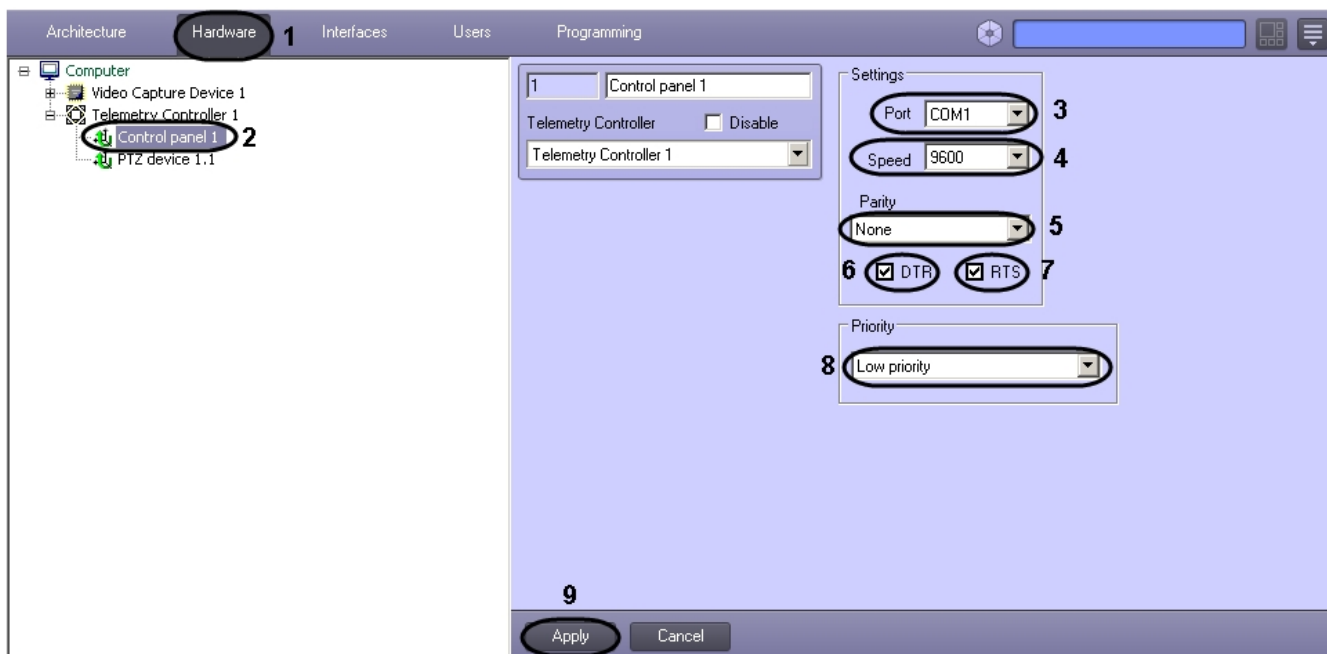 Architecture Hardware 1 Interfaces Users Programming
Computer
Video Capture Device 1
Telemetry Controller 1
Control panel 1 2
PTZ device 1.1
1 Control panel 1
Telemetry Controller Disable
Telemetry Controller 1
Settings
Port COM1 3
Speed 9600 4
Parity
None 5
6 DTR RTS 7
Priority
8 Low priority
9
Apply Cancel